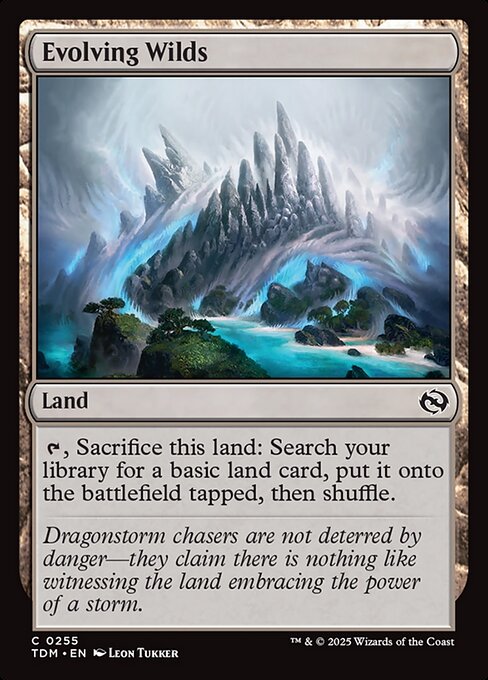 Evolving Wilds
Land
, Sacrifice this land: Search your
library for a basic land card, put it onto
the battlefield tapped, then shuffle.
Dragonstorm chasers are not deterred by
danger—they claim there is nothing like
witnessing the land embracing the power
of a storm.
C 0255
TDM • EN Leon Tukker
™ & © 2025 Wizards of the Coast